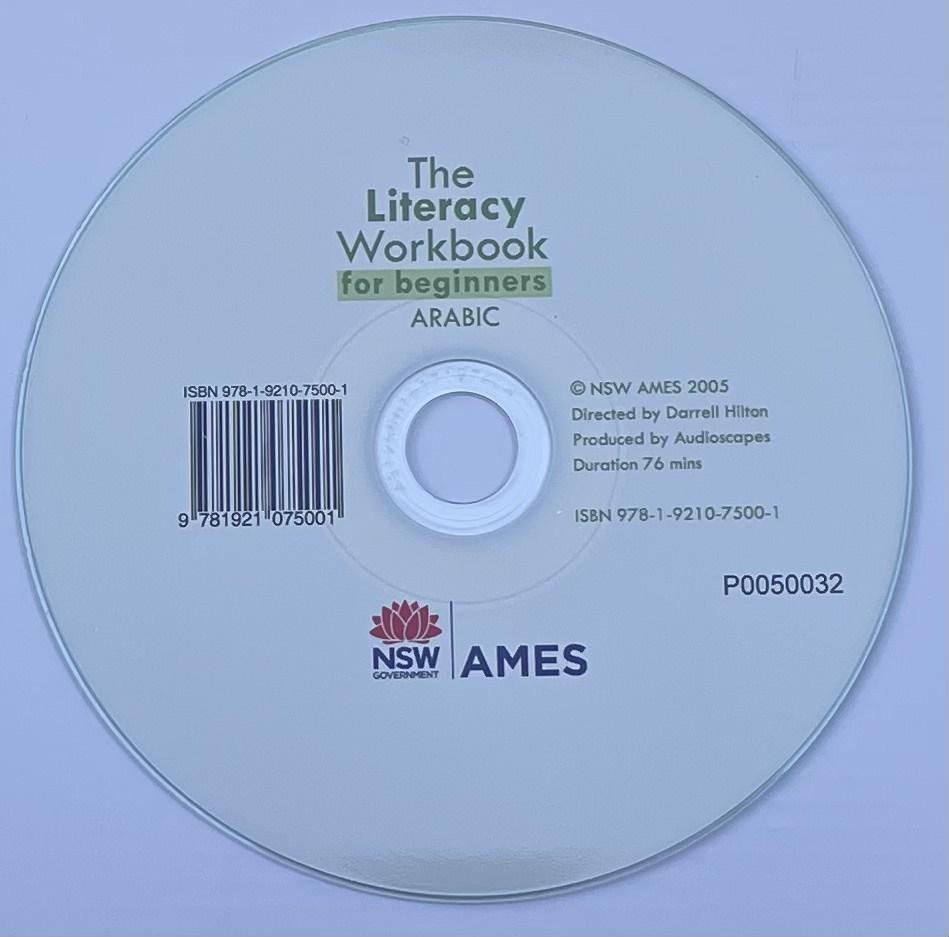 The
Literacy
Workbook
for beginners
ARABIC
ISBN 978-1-9210-7500-1
9 781921 075001
© NSW AMES 2005
Directed by Darrell Hilton
Produced by Audioscapes
Duration 76 mins
ISBN 978-1-9210-7500-1
P0050032
NSW
GOVERNMENT
AMES